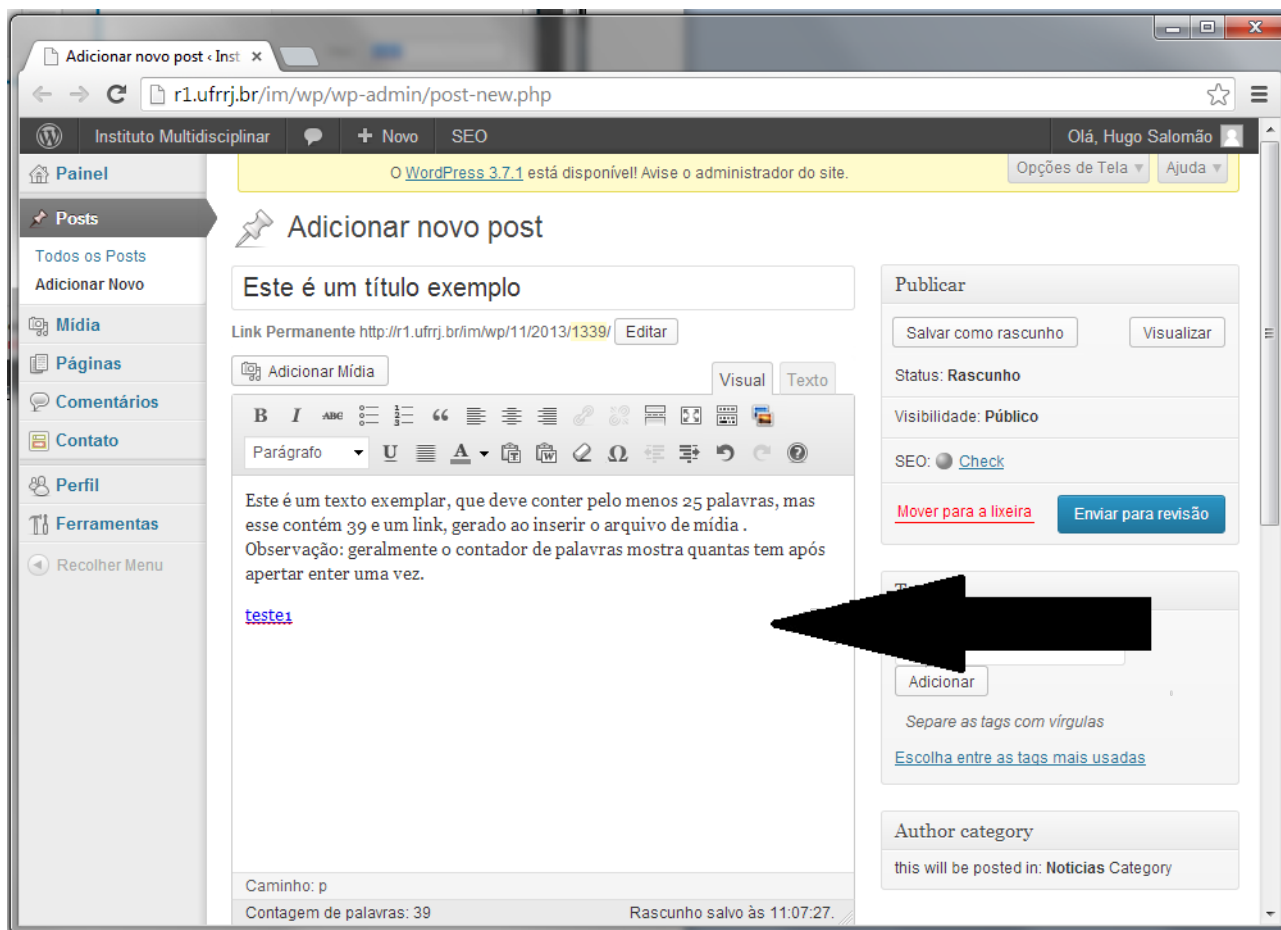 Adicionar novo post ‹ Inst ×
r1.ufrrj.br/im/wp/wp-admin/post-new.php
Instituto Multidisciplinar + Novo SEO Olá, Hugo Salomão
Painel
O WordPress 3.7.1 está disponível! Avise o administrador do site.
Opções de Tela Ajuda
Posts
Todos os Posts
Adicionar Novo
Mídia
Páginas
Comentários
Contato
Perfil
Ferramentas
Recolher Menu
Adicionar novo post
Este é um título exemplo
Link Permanente http://r1.ufrrj.br/im/wp/11/2013/1339/ Editar
Adicionar Mídia
Visual Texto
B I ABC
Parágrafo U A
Este é um texto exemplar, que deve conter pelo menos 25 palavras, mas
esse contém 39 e um link, gerado ao inserir o arquivo de mídia .
Observação: geralmente o contador de palavras mostra quantas tem após
apertar enter uma vez.
teste1
Caminho: p
Contagem de palavras: 39 Rascunho salvo às 11:07:27.
Publicar
Salvar como rascunho Visualizar
Status: Rascunho
Visibilidade: Público
SEO: Check
Mover para a lixeira Enviar para revisão
Adicionar
Separe as tags com vírgulas
Escolha entre as tags mais usadas
Author category
this will be posted in: Noticias Category